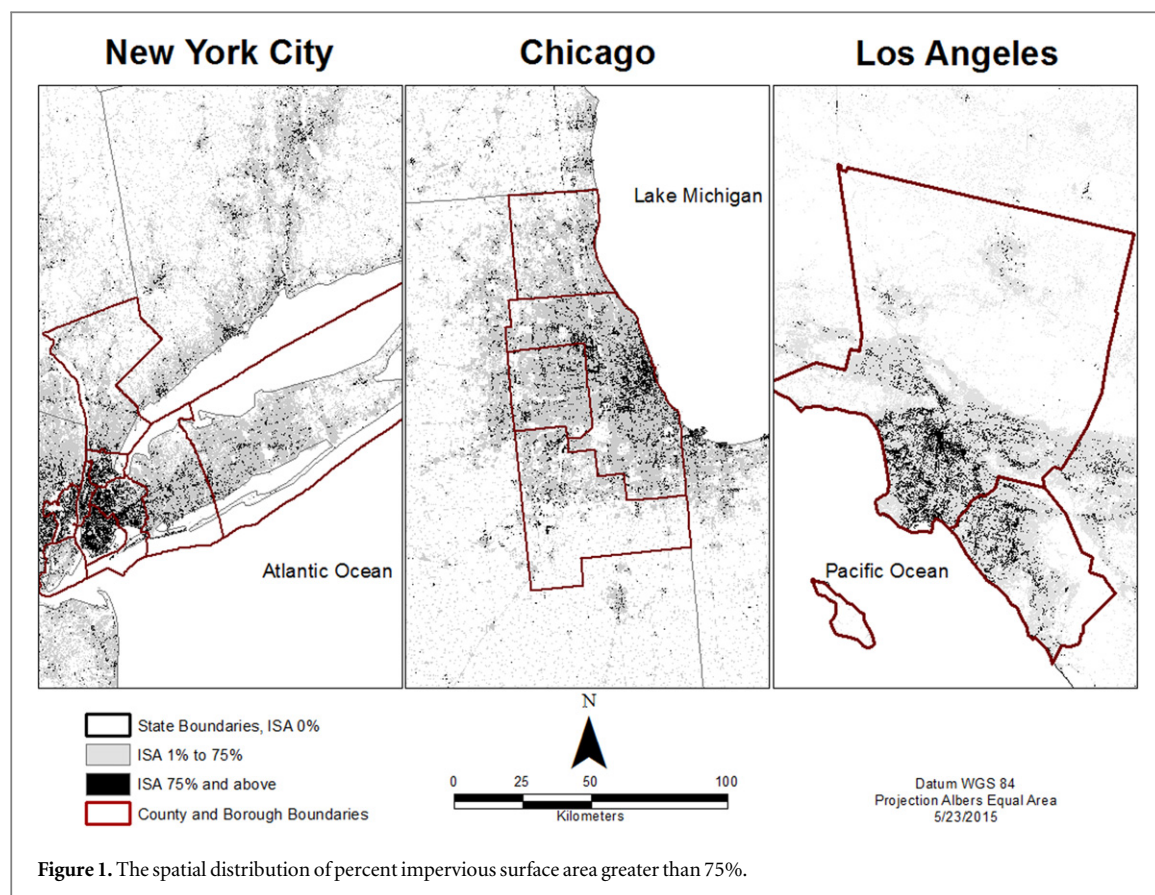 New York City
Chicago
Los Angeles
Lake Michigan
Atlantic Ocean
Pacific Ocean
State Boundaries, ISA 0%
ISA 1% to 75%
ISA 75% and above
County and Borough Boundaries
N
0 25 50 100
Kilometers
Datum WGS 84
Projection Albers Equal Area
5/23/2015
Figure 1. The spatial distribution of percent impervious surface area greater than 75%.